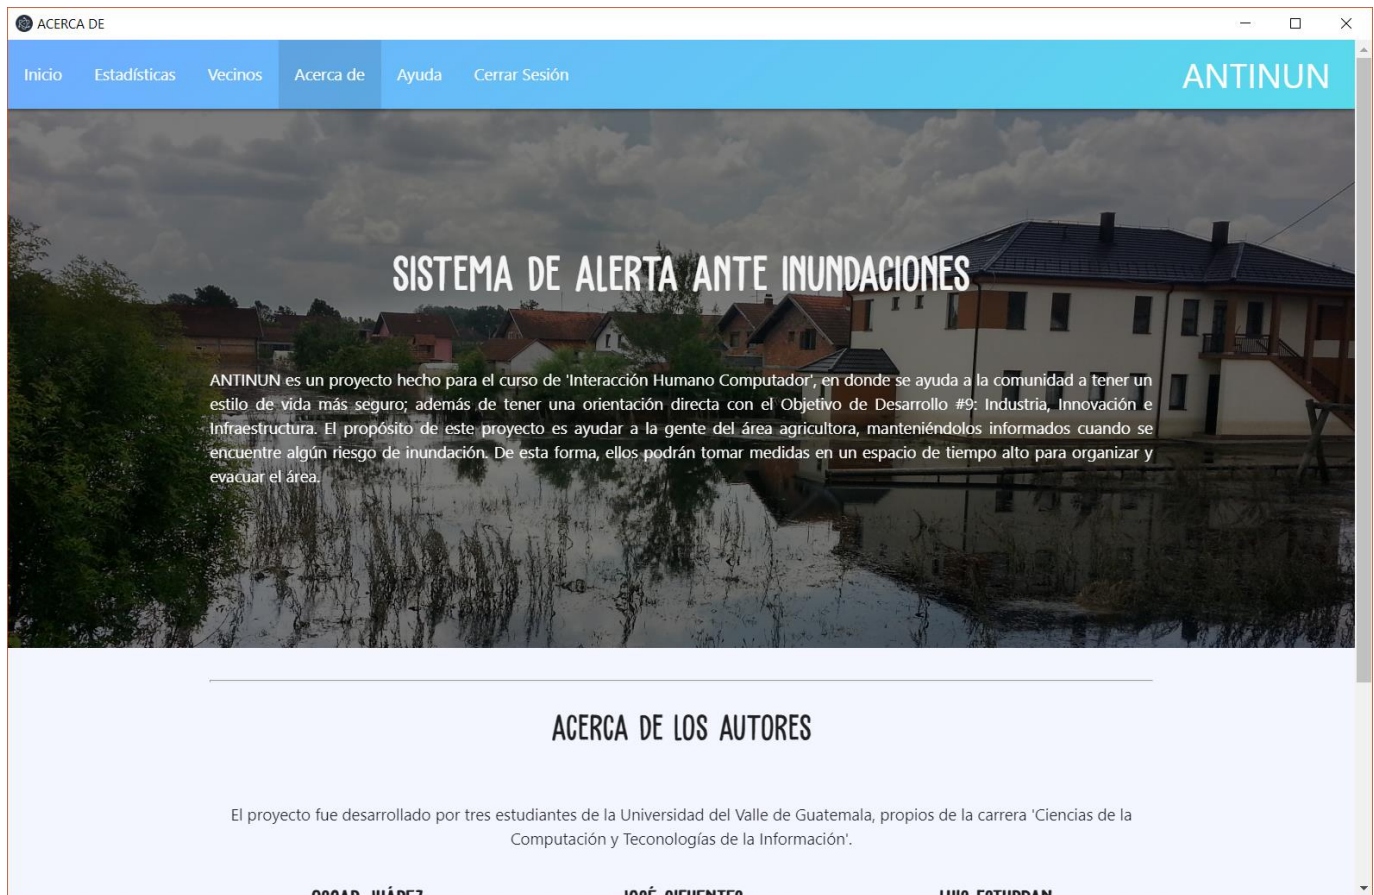 ACERCA DE
Inicio Estadísticas Vecinos Acerca de Ayuda Cerrar Sesión ANTINUN
SISTEMA DE ALERTA ANTE INUNDACIONES
ANTINUN es un proyecto hecho para el curso de 'Interacción Humano Computador', en donde se ayuda a la comunidad a tener un
estilo de vida más seguro; además de tener una orientación directa con el Objetivo de Desarrollo #9: Industria, Innovación e
Infraestructura. El propósito de este proyecto es ayudar a la gente del área agricultora, manteniéndolos informados cuando se
encuentre algún riesgo de inundación. De esta forma, ellos podrán tomar medidas en un espacio de tiempo alto para organizar y
evacuar el área.
ACERCA DE LOS AUTORES
El proyecto fue desarrollado por tres estudiantes de la Universidad del Valle de Guatemala, propios de la carrera 'Ciencias de la
Computación y Teconologías de la Información'.
OSCAR JUÁREZ JOSÉ CIFUENTES LUIS ESTURBAN